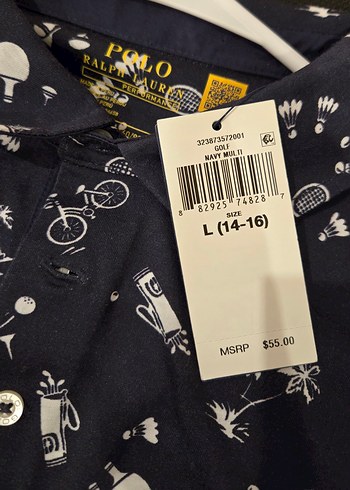 POLO
RALPH LAUREN
PERFORMANCE
323873572001
GOLF
NAVY MULTI
8 82925 74828 7
SIZE
L (14-16)
MSRP $55.00